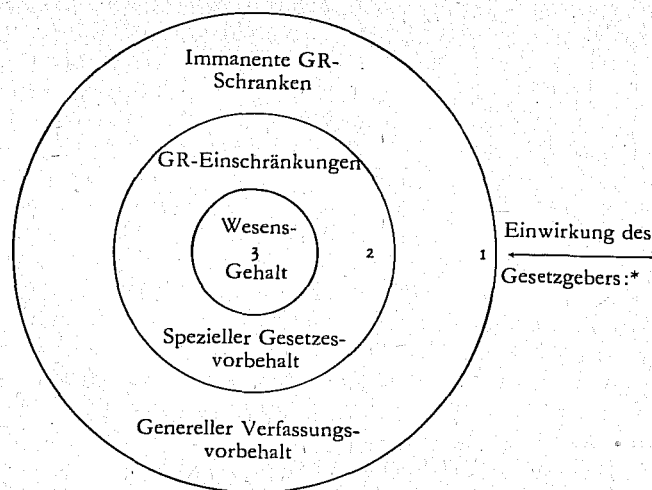 Immanente GR-
Schranken
GR-Einschränkungen
Wesens-
3
Gehalt
2
1
Einwirkung des
Gesetzgebers:*
Spezieller Gesetzes-
vorbehalt
Genereller Verfassungs-
vorbehalt